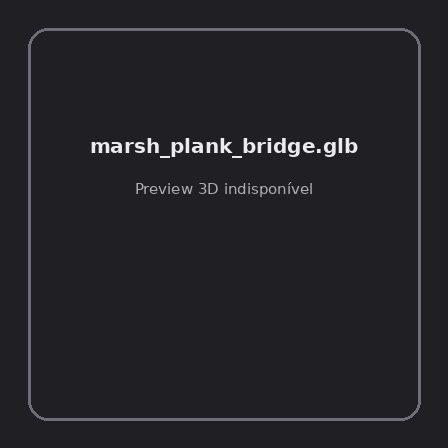 marsh_plank_bridge.glb
Preview 3D indisponível